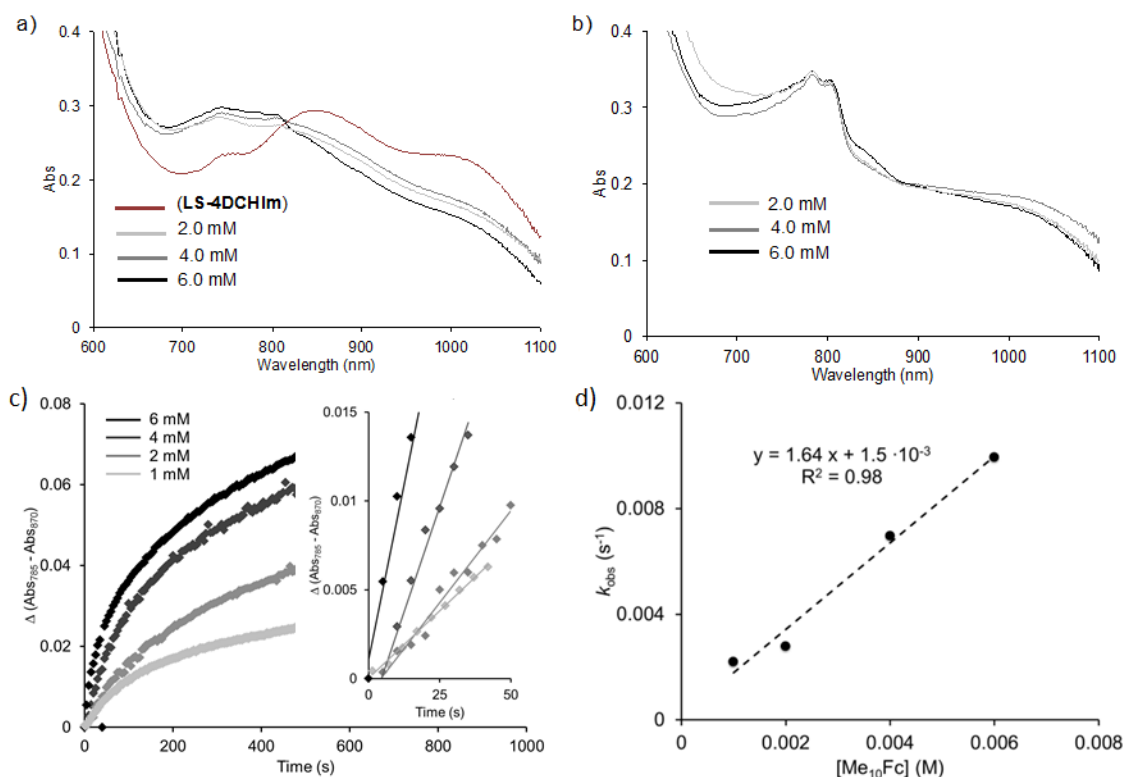 a)
0.4
0.3
0.2
0.1
0
Abs
(LS-4DCHIm)
2.0 mM
4.0 mM
6.0 mM
600 700 800 900 1000 1100
Wavelength (nm)
b)
0.4
0.3
0.2
0.1
0
Abs
2.0 mM
4.0 mM
6.0 mM
600 700 800 900 1000 1100
Wavelength (nm)
c)
0.08
0.06
0.04
0.02
0
Δ (Abs785 - Abs870)
6 mM
4 mM
2 mM
1 mM
0 200 400 600 800 1000
Time (s)
0.015
0.01
0.005
0
Δ (Abs785 - Abs870)
0 25 50
Time (s)
d)
0.012
0.008
0.004
0
kobs (s-1)
y = 1.64 x + 1.5 ·10-3
R2 = 0.98
0 0.002 0.004 0.006 0.008
[Me10Fc] (M)